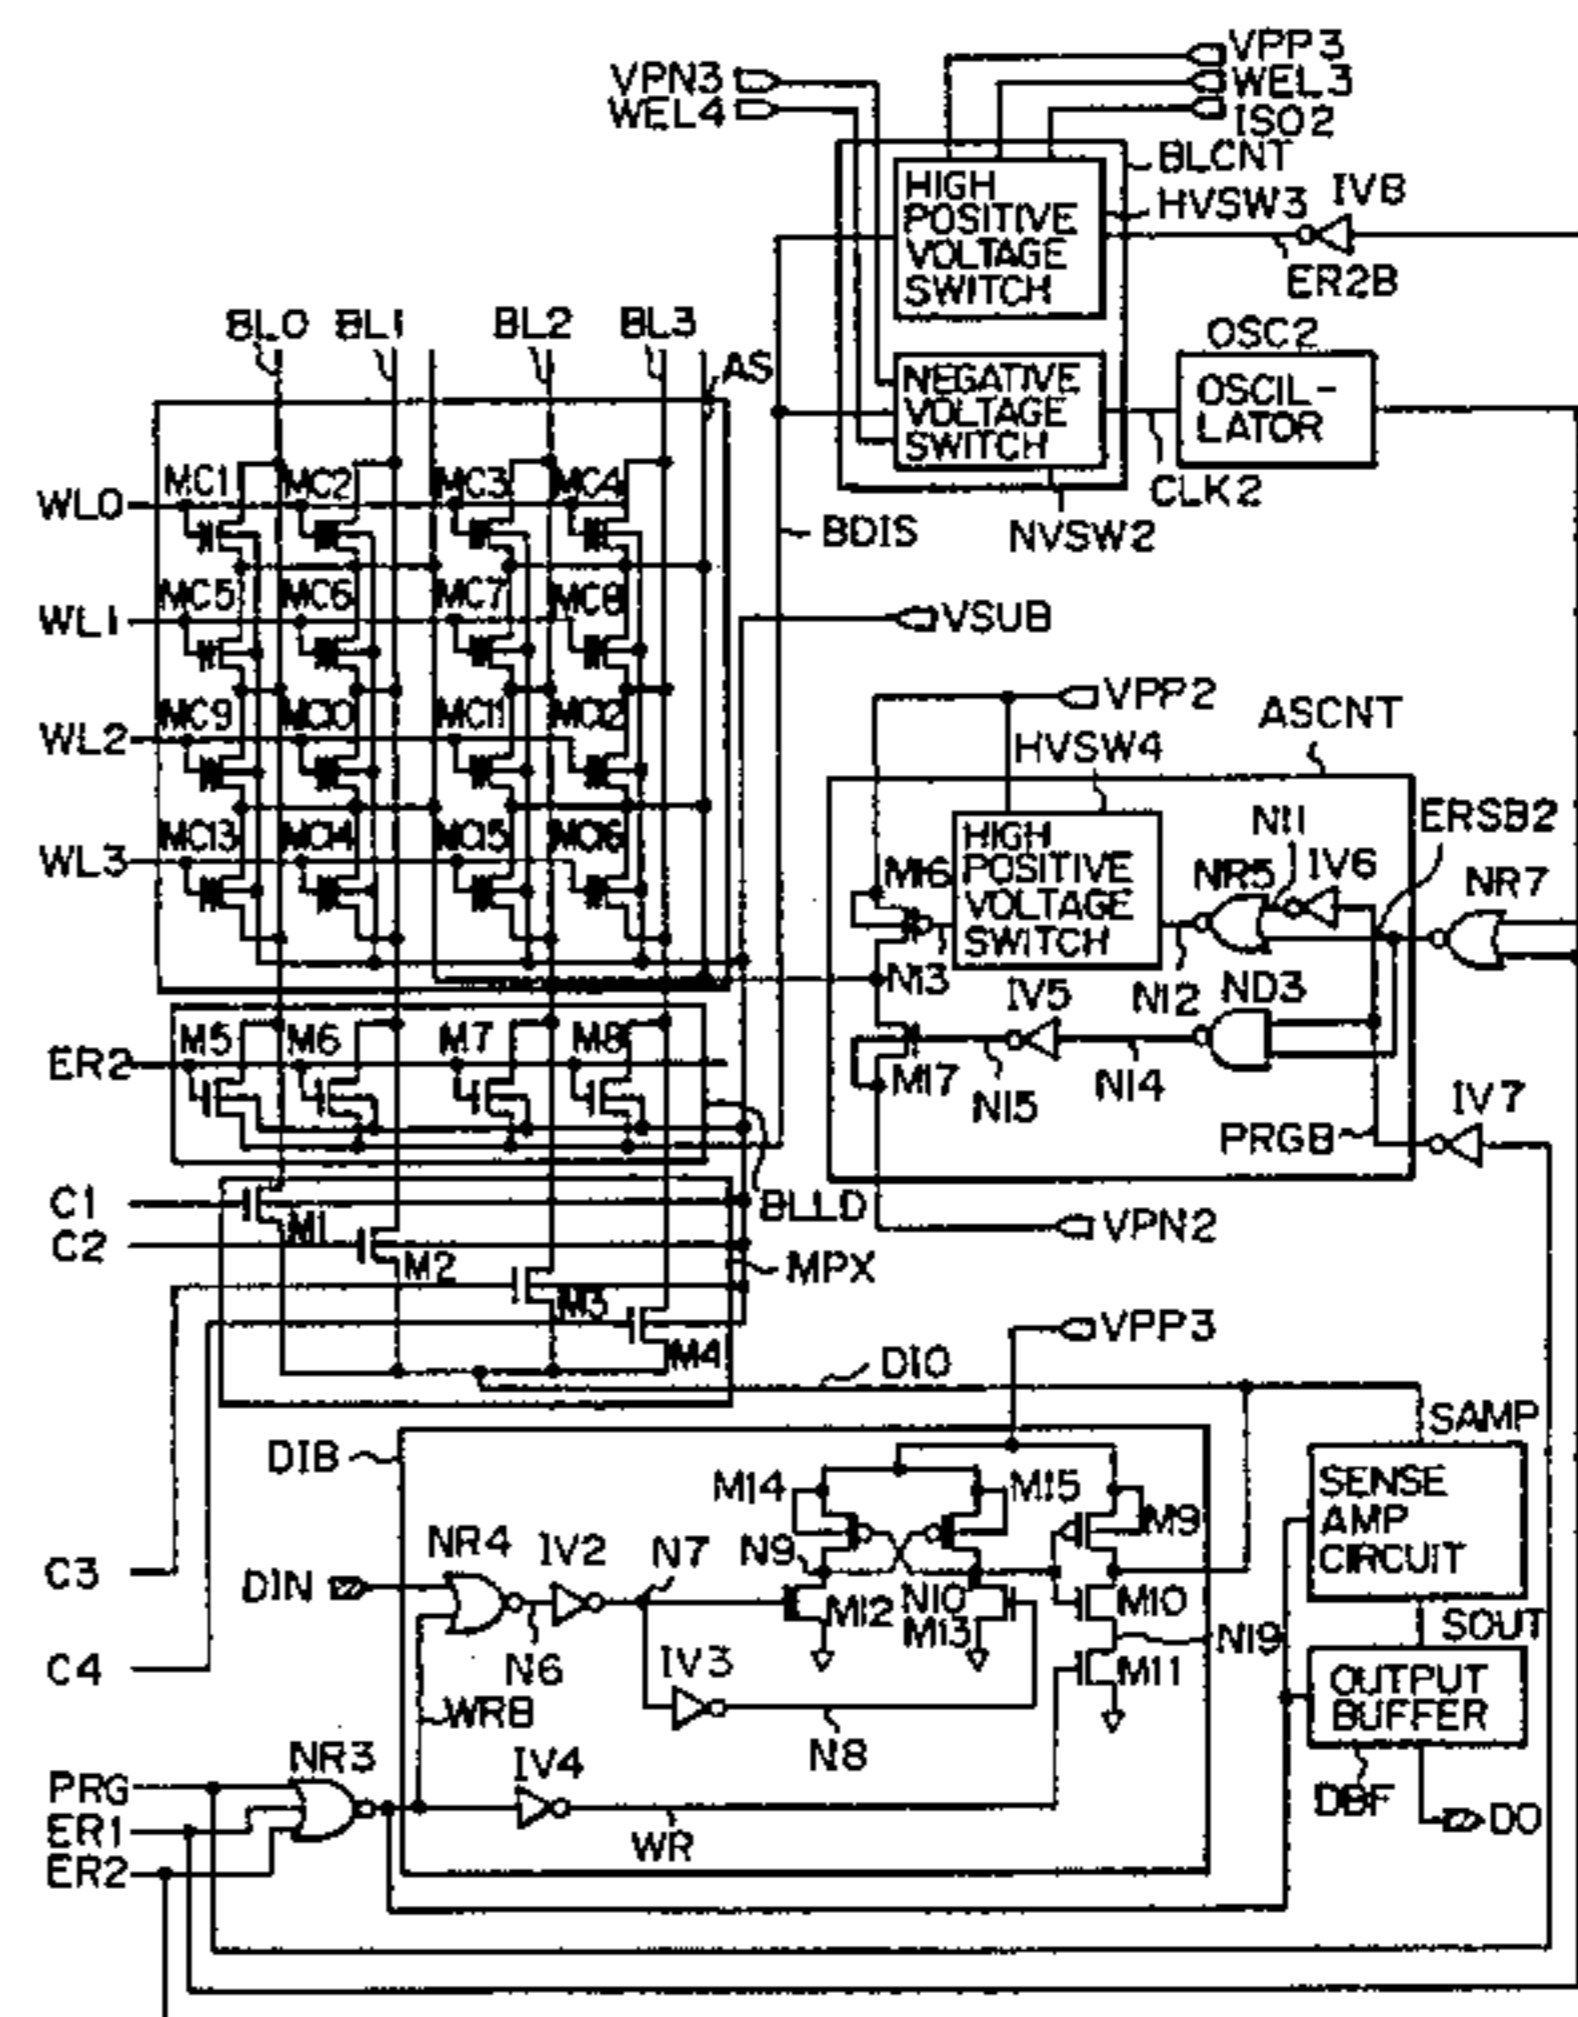 VPP3
VPN3
WEL3
WEL4
ISO2
BLCNT
HIGH
POSITIVE
VOLTAGE
SWITCH
HVSW3
IV8
ER2B
BL0
BL1
BL2
BL3
AS
NEGATIVE
VOLTAGE
SWITCH
OSC2
OSCIL-
LATOR
CLK2
NVSW2
BDIS
WL0
MC1
MC2
MC3
MC4
WL1
MC5
MC6
MC7
MC8
VSUB
WL2
MC9
MC10
MC11
MC12
VPP2
HVSW4
ASCNT
WL3
MC13
MC14
MC15
MC16
HIGH
POSITIVE
VOLTAGE
SWITCH
M16
N11
ERSB2
NR5
IV6
NR7
N13
IV5
N12
ND3
ER2
M5
M6
M7
M8
M17
N15
N14
IV7
PRGB
C1
M1
BLLD
VPN2
C2
M2
MPX
M3
M4
VPP3
DIO
SAMP
DIB
M14
M15
M9
SENSE
AMP
CIRCUIT
NR4
IV2
N7
N9
C3
DIN
M12
N10
M13
M10
N6
IV3
N19
SOUT
C4
M11
OUTPUT
BUFFER
WRB
N8
NR3
IV4
PRG
DBF
ER1
WR
DO
ER2